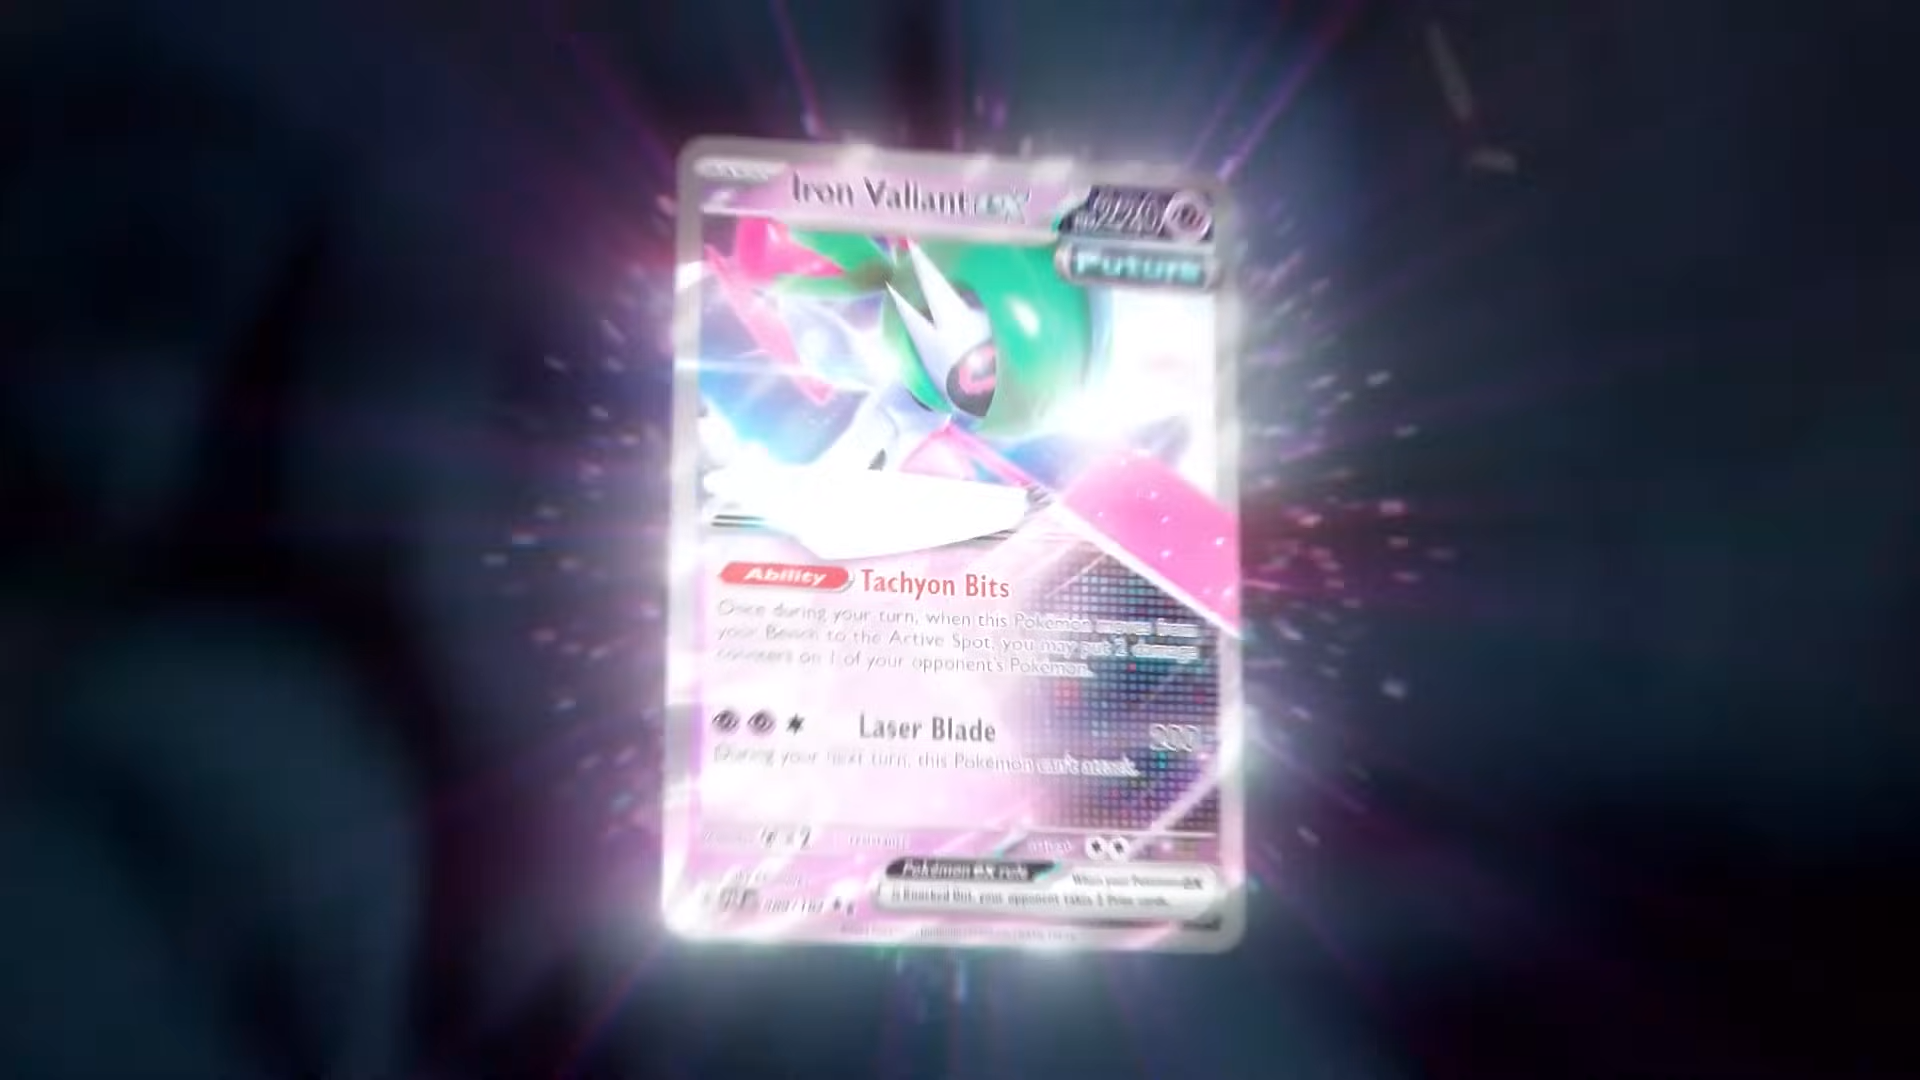 Iron Valiant ex
Future
Ability Tachyon Bits
Once during your turn, when this Pokémon moves from
your Bench to the Active Spot, you may put 2 damage
counters on 1 of your opponent's Pokémon.
Laser Blade 200
During your next turn, this Pokémon can't attack.
Pokémon ex rule When your Pokémon ex
is Knocked Out, your opponent takes 2 Prize cards.